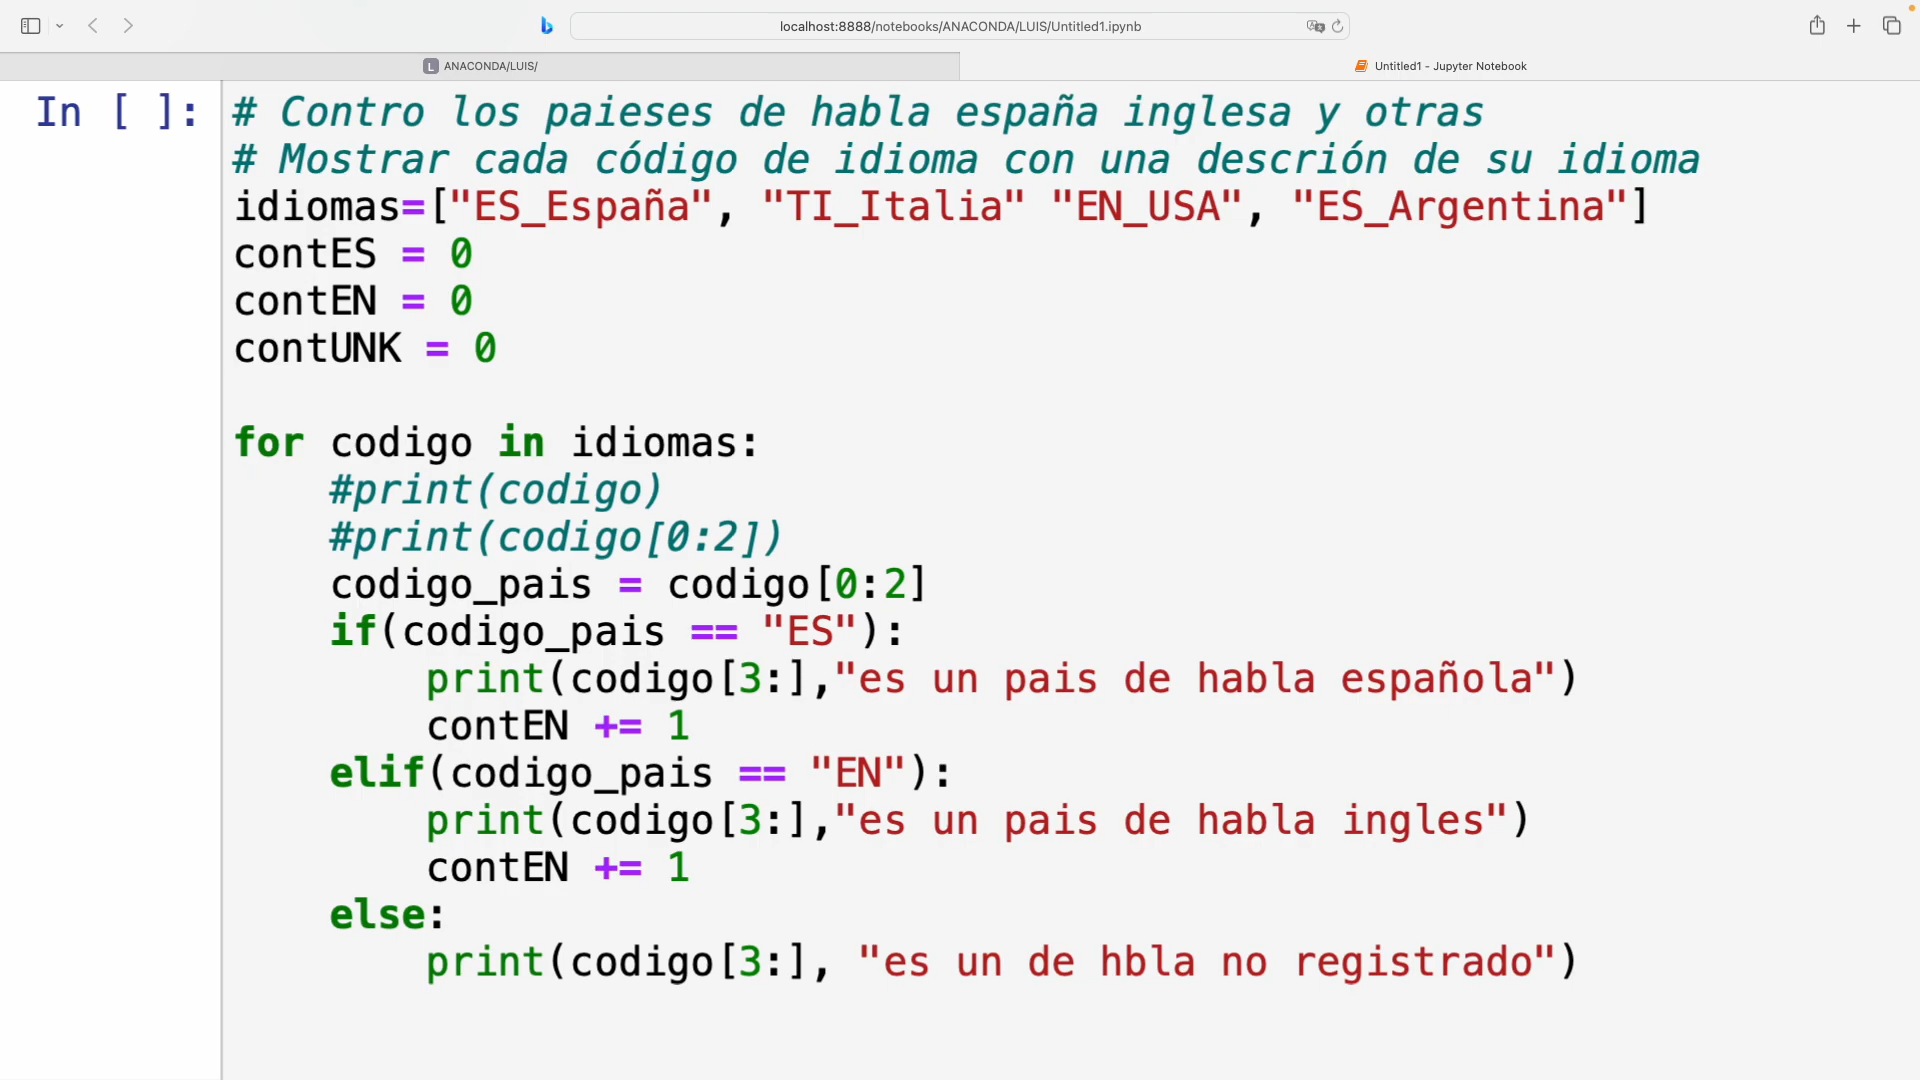 localhost:8888/notebooks/ANACONDA/LUIS/Untitled1.ipynb
L ANACONDA/LUIS/
Untitled1 - Jupyter Notebook
In [ ]:
# Contro los paieses de habla españa inglesa y otras
# Mostrar cada código de idioma con una descrión de su idioma
idiomas=["ES_España", "TI_Italia" "EN_USA", "ES_Argentina"]
contES = 0
contEN = 0
contUNK = 0
for codigo in idiomas:
#print(codigo)
#print(codigo[0:2])
codigo_pais = codigo[0:2]
if(codigo_pais == "ES"):
print(codigo[3:],"es un pais de habla española")
contEN += 1
elif(codigo_pais == "EN"):
print(codigo[3:],"es un pais de habla ingles")
contEN += 1
else:
print(codigo[3:], "es un de hbla no registrado")